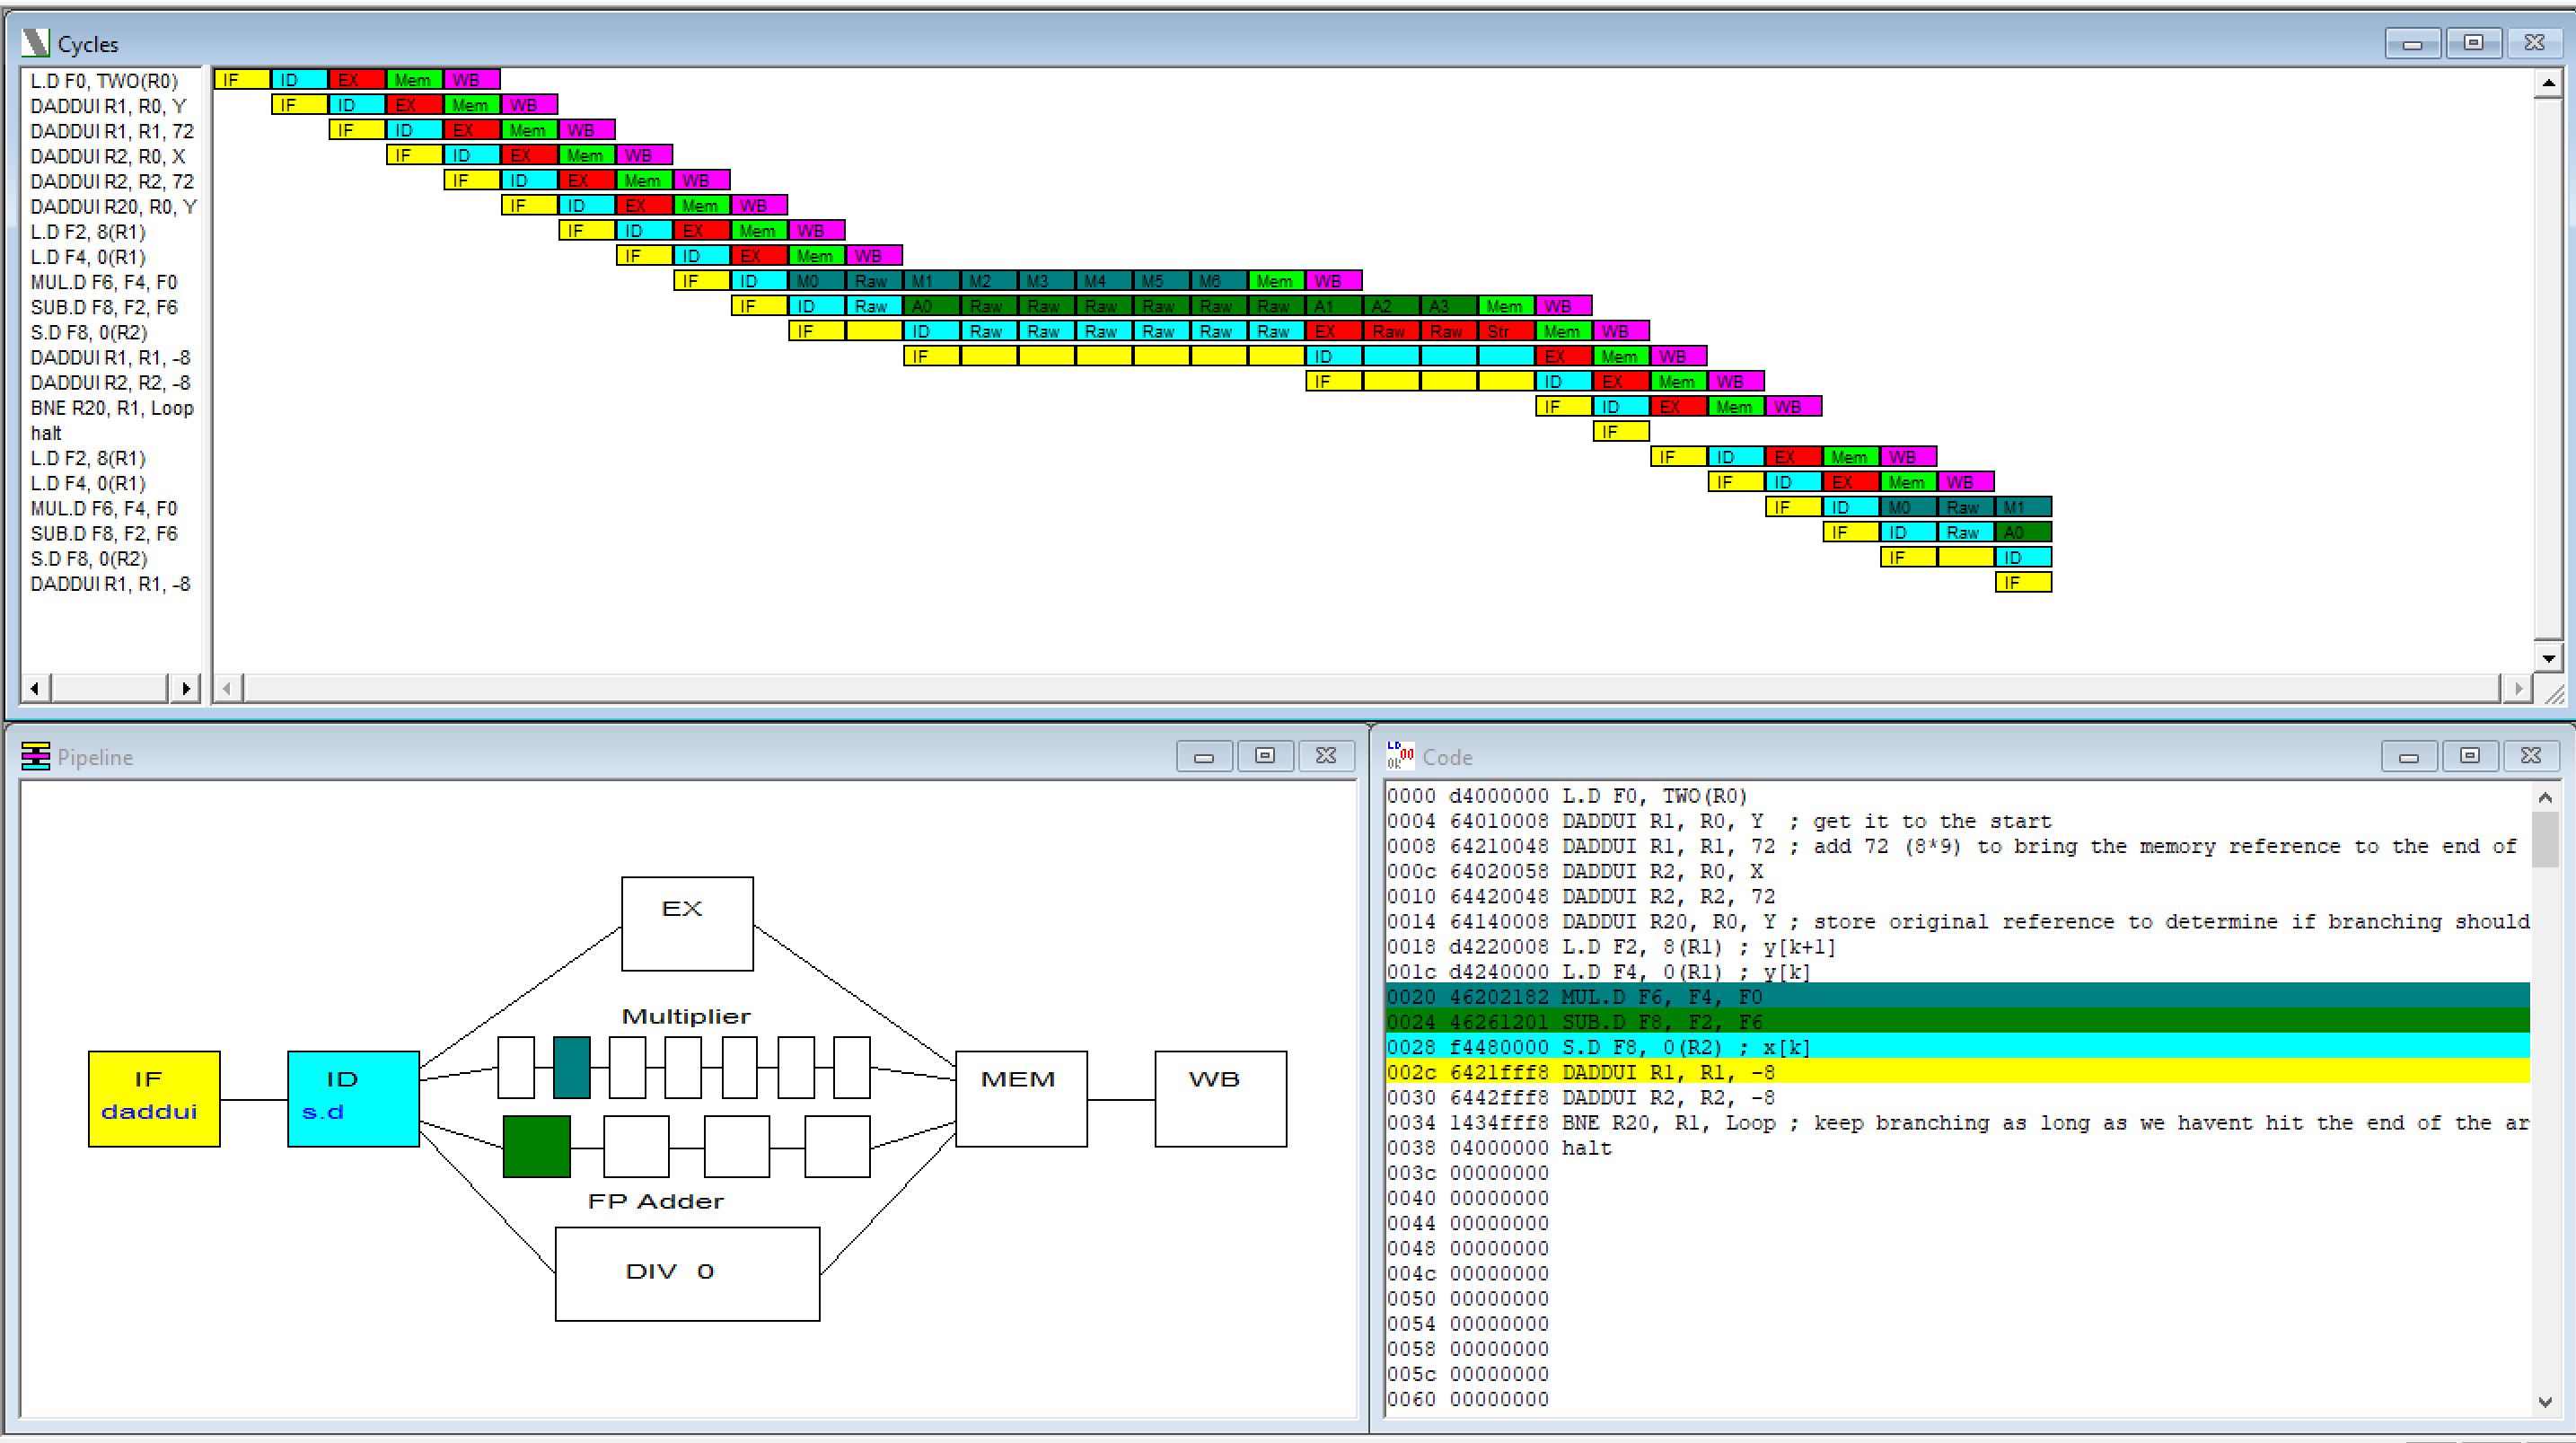 Cycles
L.D F0, TWO(R0)
DADDUI R1, R0, Y
DADDUI R1, R1, 72
DADDUI R2, R0, X
DADDUI R2, R2, 72
DADDUI R20, R0, Y
L.D F2, 8(R1)
L.D F4, 0(R1)
MUL.D F6, F4, F0
SUB.D F8, F2, F6
S.D F8, 0(R2)
DADDUI R1, R1, -8
DADDUI R2, R2, -8
BNE R20, R1, Loop
halt
L.D F2, 8(R1)
L.D F4, 0(R1)
MUL.D F6, F4, F0
SUB.D F8, F2, F6
S.D F8, 0(R2)
DADDUI R1, R1, -8
IF ID EX Mem WB
IF ID EX Mem WB
IF ID EX Mem WB
IF ID EX Mem WB
IF ID EX Mem WB
IF ID EX Mem WB
IF ID EX Mem WB
IF ID EX Mem WB
IF ID M0 Raw M1 M2 M3 M4 M5 M6 Mem WB
IF ID Raw A0 Raw Raw Raw Raw Raw Raw A1 A2 A3 Mem WB
IF ID Raw Raw Raw Raw Raw Raw EX Raw Raw Str Mem WB
IF ID EX Mem WB
IF ID EX Mem WB
IF ID EX Mem WB
IF
IF ID EX Mem WB
IF ID EX Mem WB
IF ID M0 Raw M1
IF ID Raw A0
IF ID
IF
Pipeline
EX
Multiplier
IF
daddui
ID
s.d
MEM
WB
FP Adder
DIV 0
Code
0000 d4000000 L.D F0, TWO(R0)
0004 64010008 DADDUI R1, R0, Y ; get it to the start
0008 64210048 DADDUI R1, R1, 72 ; add 72 (8*9) to bring the memory reference to the end of
000c 64020058 DADDUI R2, R0, X
0010 64420048 DADDUI R2, R2, 72
0014 64140008 DADDUI R20, R0, Y ; store original reference to determine if branching should
0018 d4220008 L.D F2, 8(R1) ; y[k+1]
001c d4240000 L.D F4, 0(R1) ; y[k]
0020 46202182 MUL.D F6, F4, F0
0024 46261201 SUB.D F8, F2, F6
0028 f4480000 S.D F8, 0(R2) ; x[k]
002c 6421fff8 DADDUI R1, R1, -8
0030 6442fff8 DADDUI R2, R2, -8
0034 1434fff8 BNE R20, R1, Loop ; keep branching as long as we havent hit the end of the ar
0038 04000000 halt
003c 00000000
0040 00000000
0044 00000000
0048 00000000
004c 00000000
0050 00000000
0054 00000000
0058 00000000
005c 00000000
0060 00000000